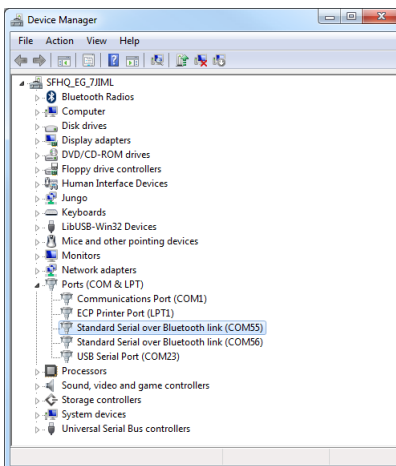 Device Manager
File Action View Help
SFHQ_EG_7JIML
Bluetooth Radios
Computer
Disk drives
Display adapters
DVD/CD-ROM drives
Floppy drive controllers
Human Interface Devices
Jungo
Keyboards
LibUSB-Win32 Devices
Mice and other pointing devices
Monitors
Network adapters
Ports (COM & LPT)
Communications Port (COM1)
ECP Printer Port (LPT1)
Standard Serial over Bluetooth link (COM55)
Standard Serial over Bluetooth link (COM56)
USB Serial Port (COM23)
Processors
Sound, video and game controllers
Storage controllers
System devices
Universal Serial Bus controllers